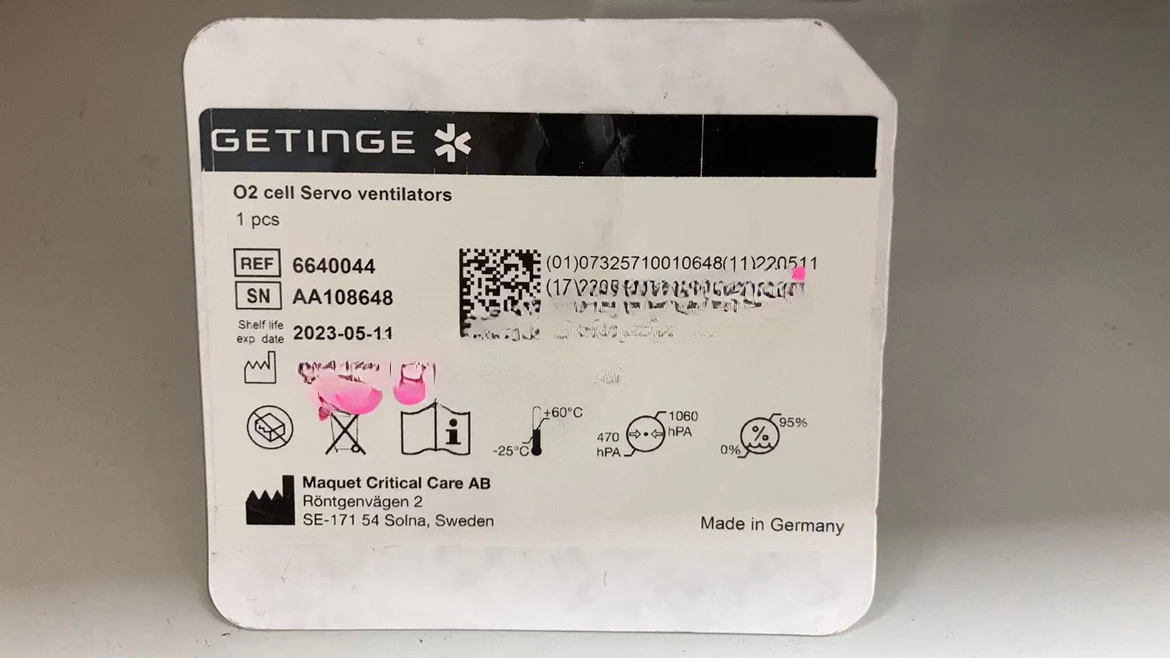 GETINGE
O2 cell Servo ventilators
1 pcs
REF 6640044
SN AA108648
Shelf life
exp date 2023-05-11
(01)07325710010648(11)220511
(17)
-25°C
+60°C
470
hPA
1060
hPA
0%
95%
Maquet Critical Care AB
Röntgenvägen 2
SE-171 54 Solna, Sweden
Made in Germany